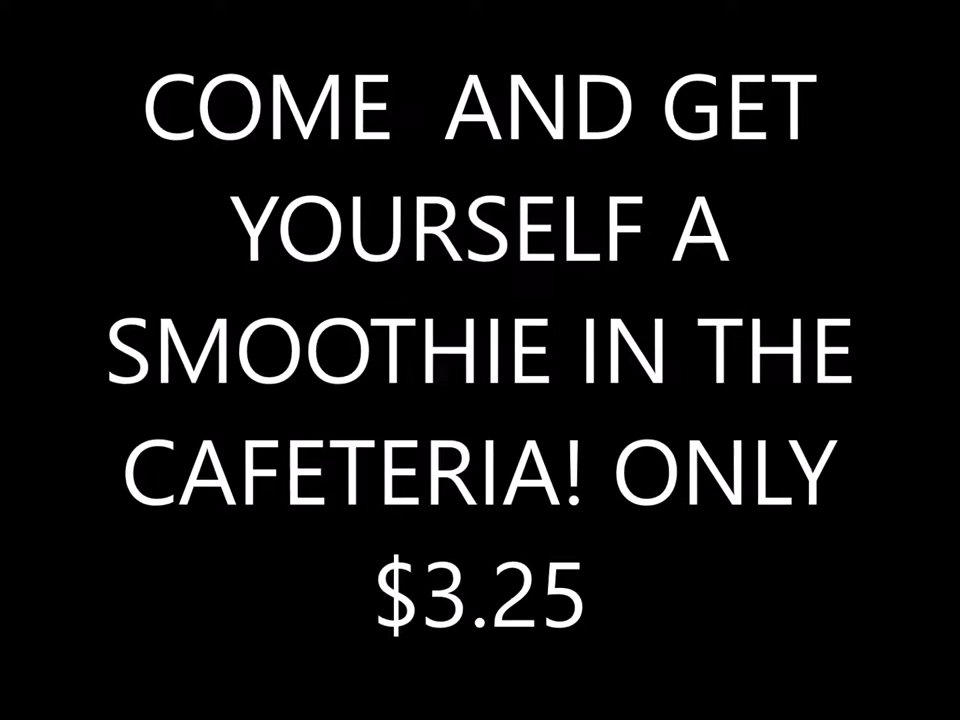 COME  AND GET
YOURSELF A
SMOOTHIE IN THE
CAFETERIA! ONLY
$3.25